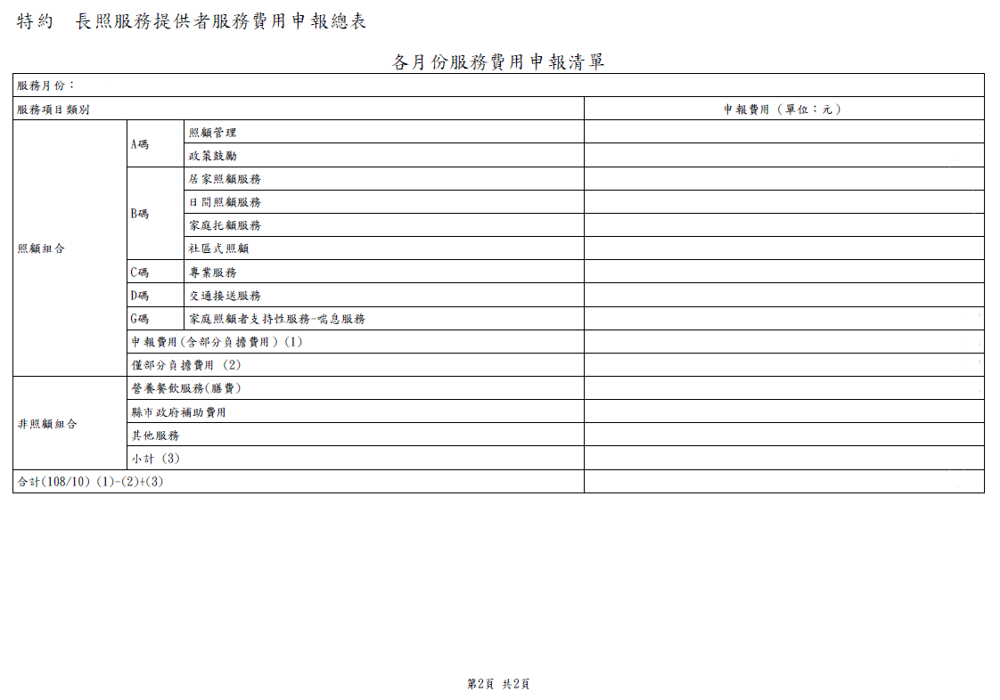 特約　長照服務提供者服務費用申報總表
各月份服務費用申報清單
服務月份：
服務項目類別 申報費用（單位：元）
照顧組合
A碼
照顧管理
政策鼓勵
B碼
居家照顧服務
日間照顧服務
家庭托顧服務
社區式照顧
C碼 專業服務
D碼 交通接送服務
G碼 家庭照顧者支持性服務-喘息服務
申報費用(含部分負擔費用) (1)
僅部分負擔費用 (2)
非照顧組合
營養餐飲服務(膳費)
縣市政府補助費用
其他服務
小計 (3)
合計(108/10) (1)-(2)+(3)
第2頁 共2頁